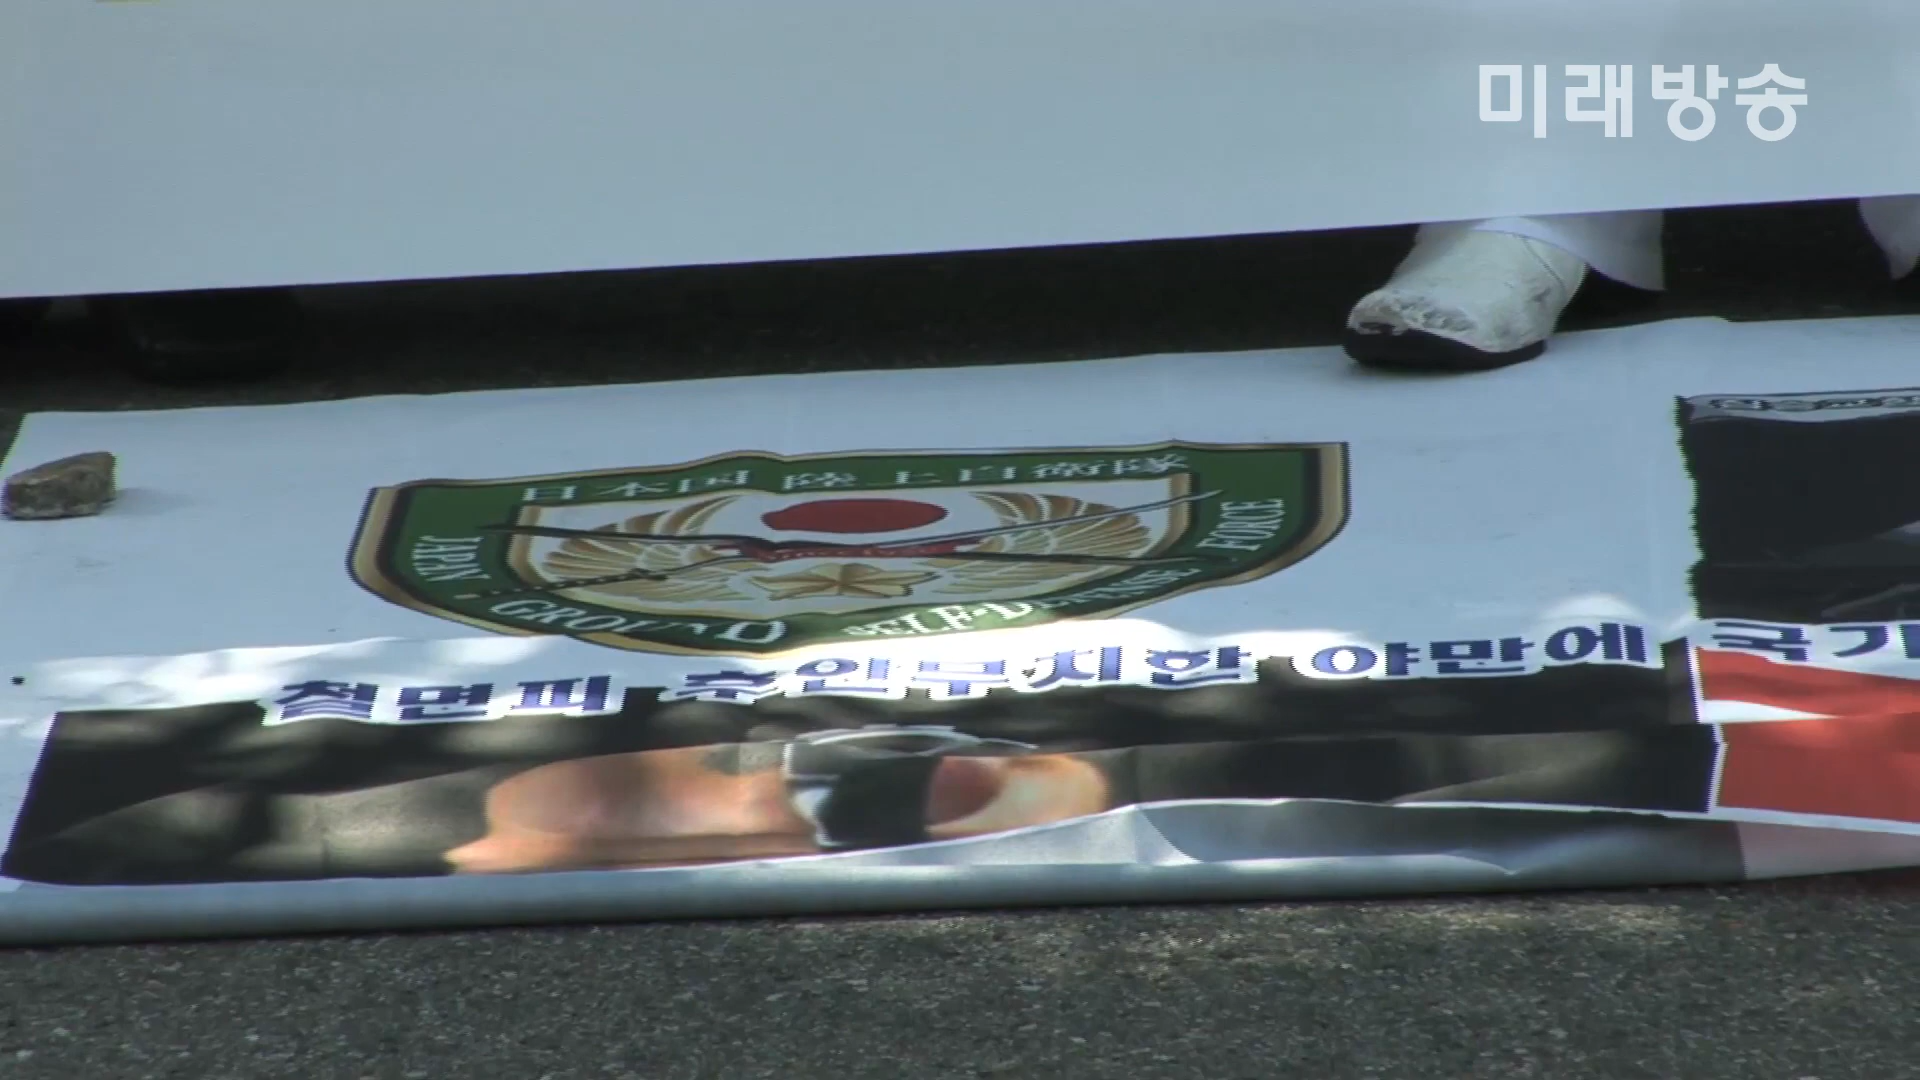 미래방송
日本国 陸上自衛隊
JAPAN GROUND SELF-DEFENSE FORCE
철면피 후안무치한 야만에 국가